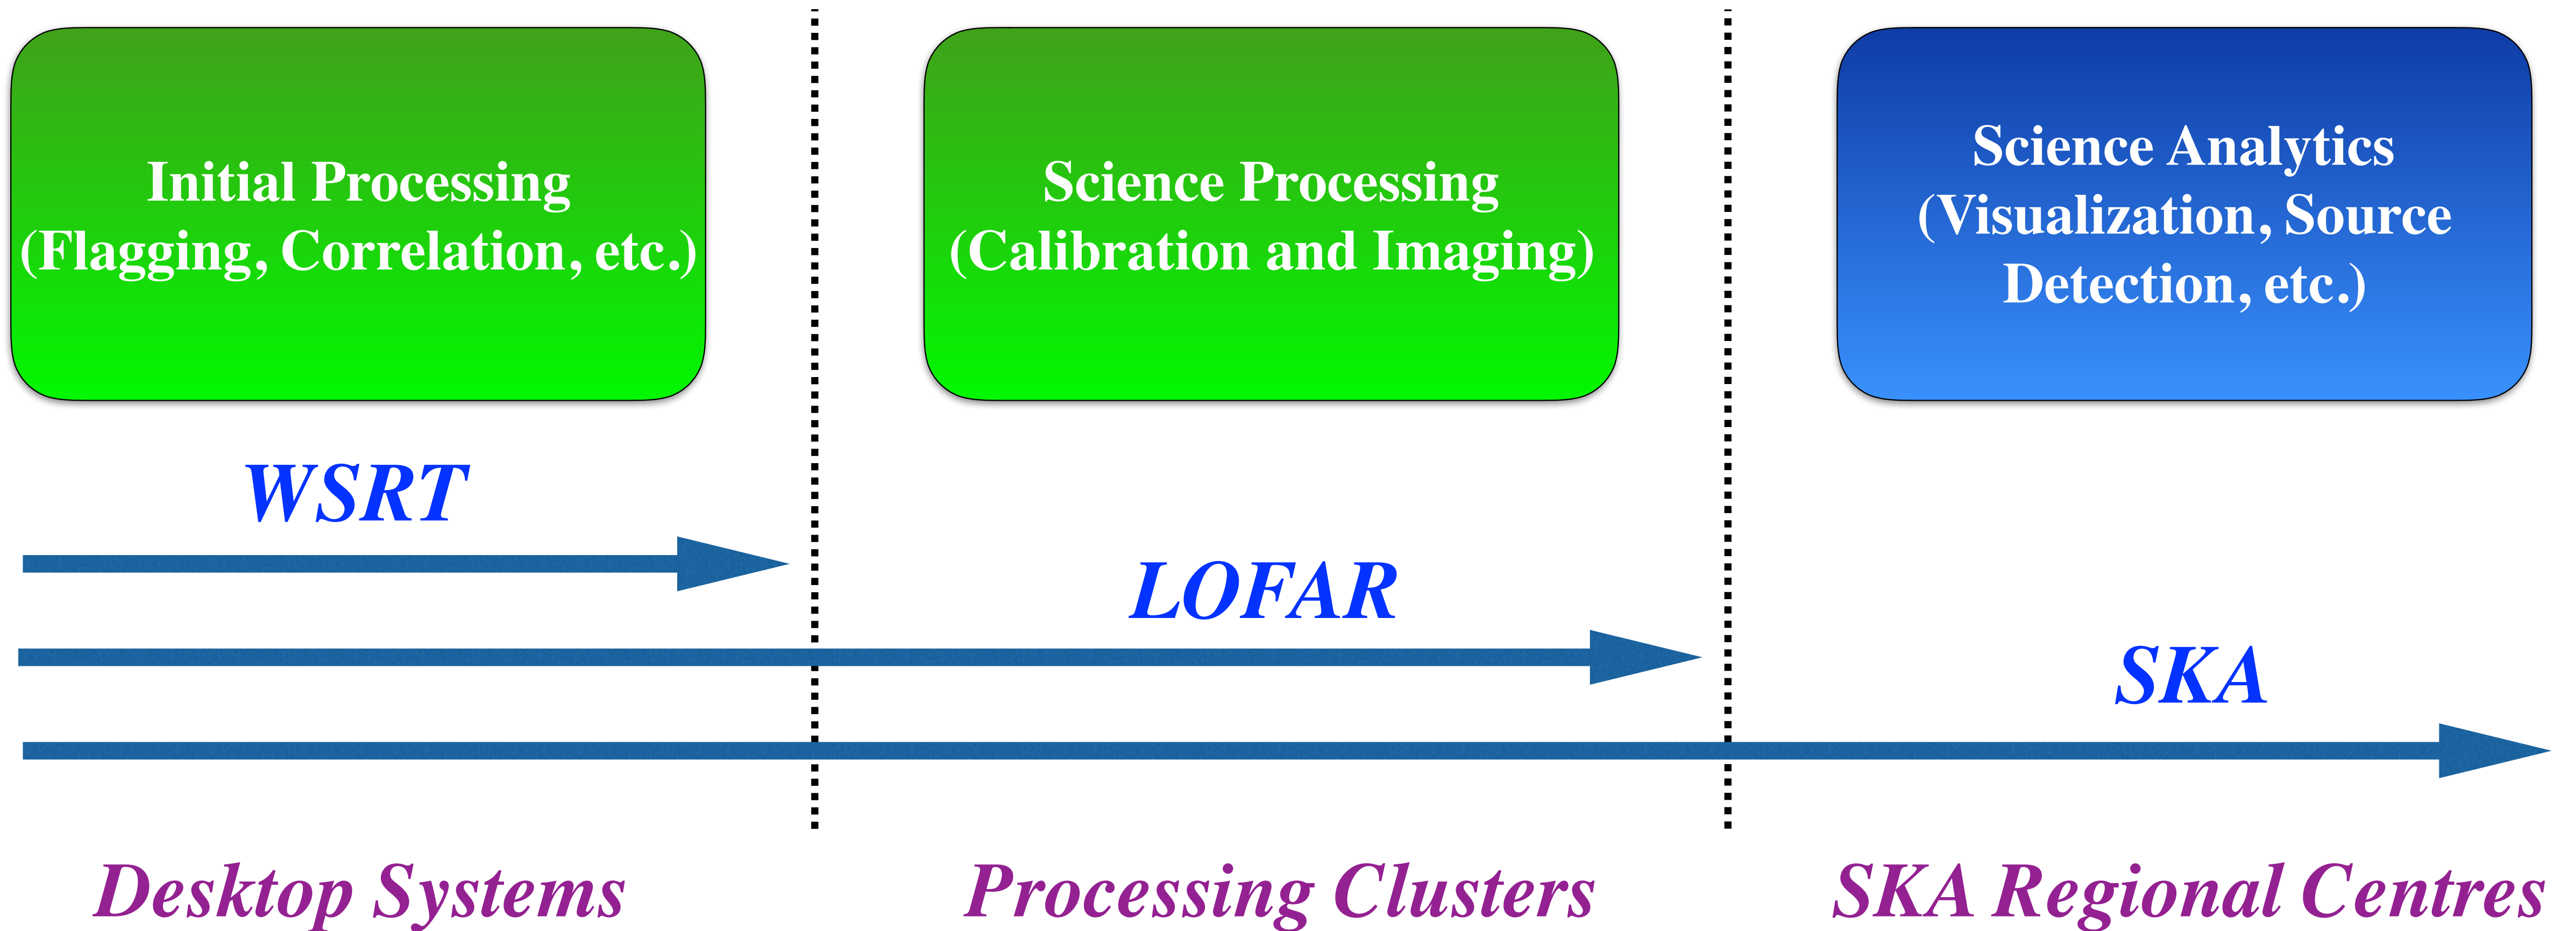 Initial Processing
(Flagging, Correlation, etc.)
Science Processing
(Calibration and Imaging)
Science Analytics
(Visualization, Source
Detection, etc.)
WSRT
LOFAR
SKA
Desktop Systems
Processing Clusters
SKA Regional Centres